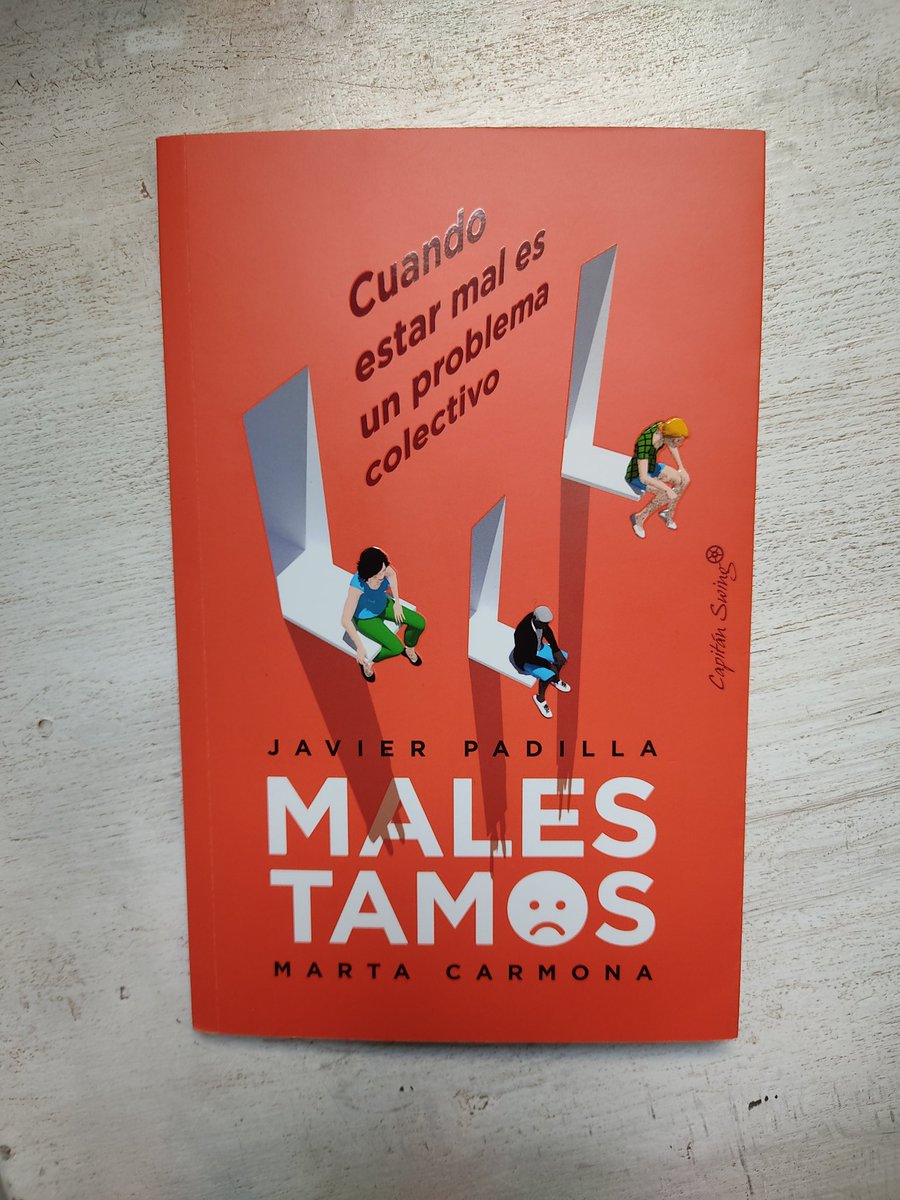 Cuando
estar mal es
un problema
colectivo
Capitán Swing
JAVIER PADILLA
MALES
TAMOS
MARTA CARMONA